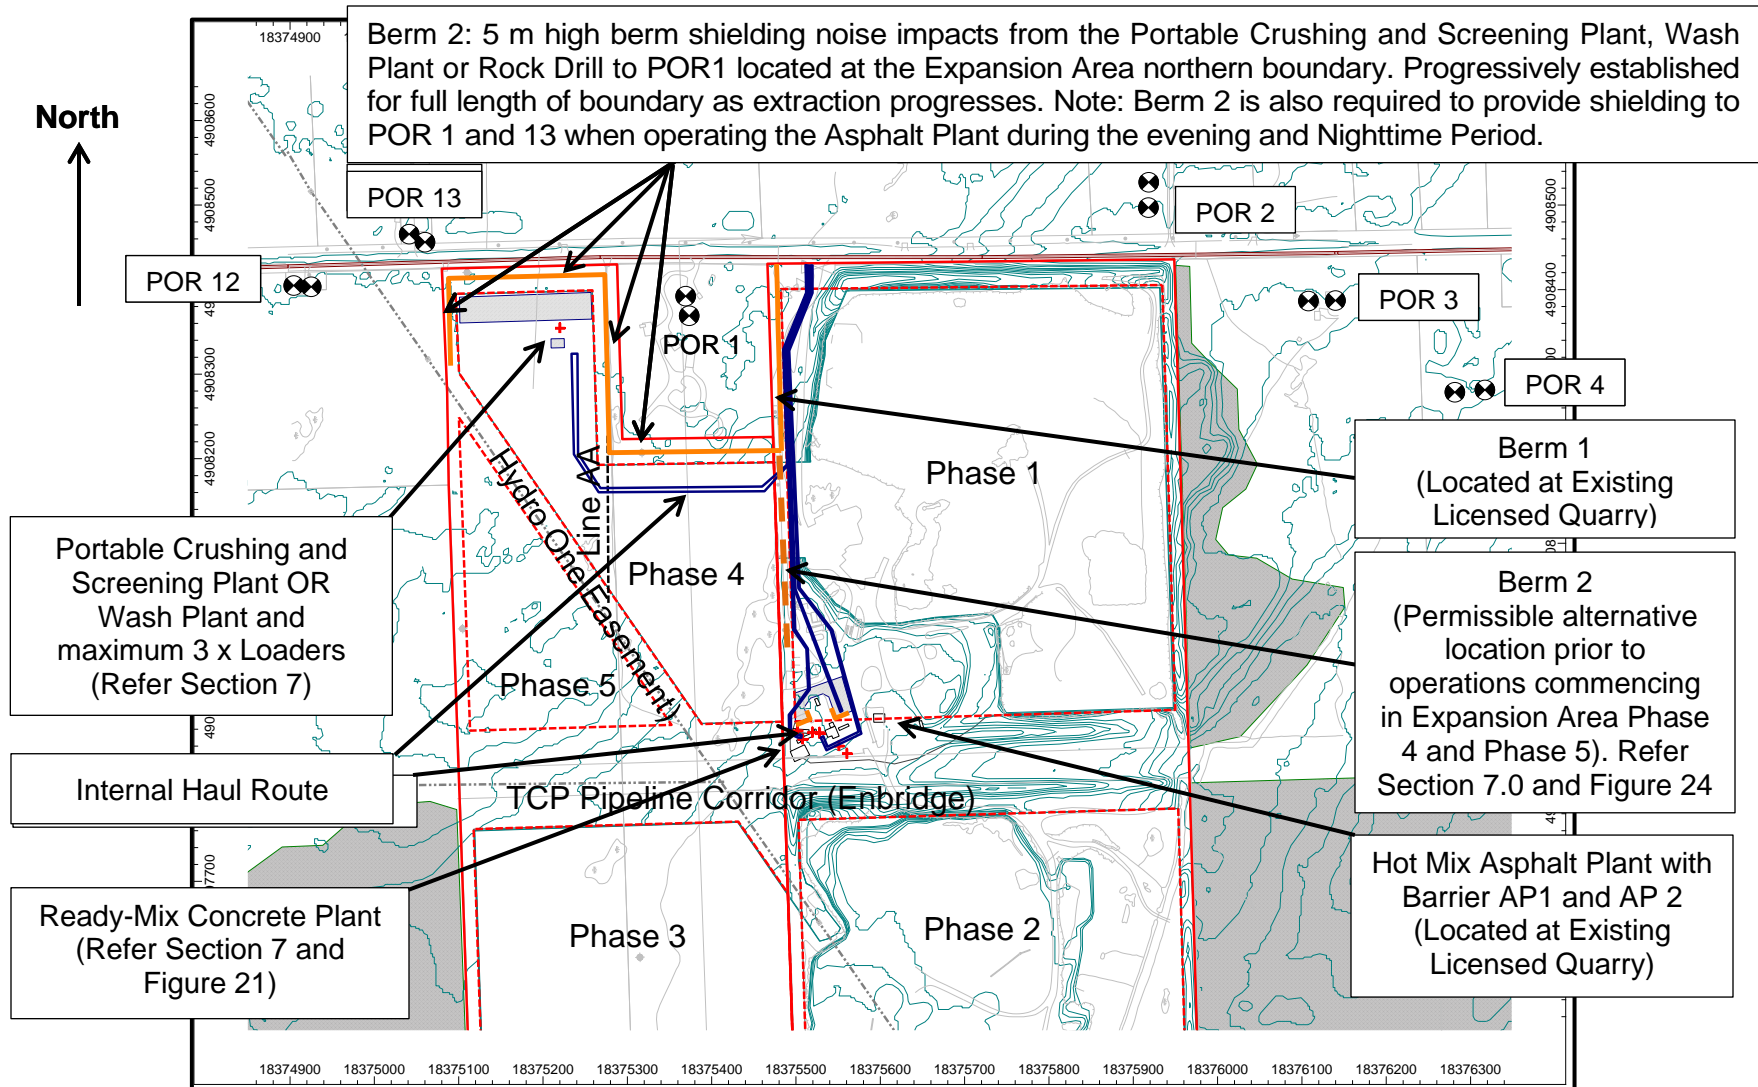 18374900
Berm 2: 5 m high berm shielding noise impacts from the Portable Crushing and Screening Plant, Wash
Plant or Rock Drill to POR1 located at the Expansion Area northern boundary. Progressively established
for full length of boundary as extraction progresses. Note: Berm 2 is also required to provide shielding to
POR 1 and 13 when operating the Asphalt Plant during the evening and Nighttime Period.
North
4908600
4908500
4908300
4908200
4908500
4908400
POR 13
POR 2
POR 12
POR 3
POR 1
POR 4
Phase 1
Berm 1
(Located at Existing
Licensed Quarry)
Line AA
Hydro One Easement)
Phase 4
Phase 5
Portable Crushing and
Screening Plant OR
Wash Plant and
maximum 3 x Loaders
(Refer Section 7)
Berm 2
(Permissible alternative
location prior to
operations commencing
in Expansion Area Phase
4 and Phase 5). Refer
Section 7.0 and Figure 24
Internal Haul Route
TCP Pipeline Corridor (Enbridge)
Hot Mix Asphalt Plant with
Barrier AP1 and AP 2
(Located at Existing
Licensed Quarry)
Ready-Mix Concrete Plant
(Refer Section 7 and
Figure 21)
Phase 3
Phase 2
18374900 18375000 18375100 18375200 18375300 18375400 18375500 18375600 18375700 18375800 18375900 18376000 18376100 18376200 18376300